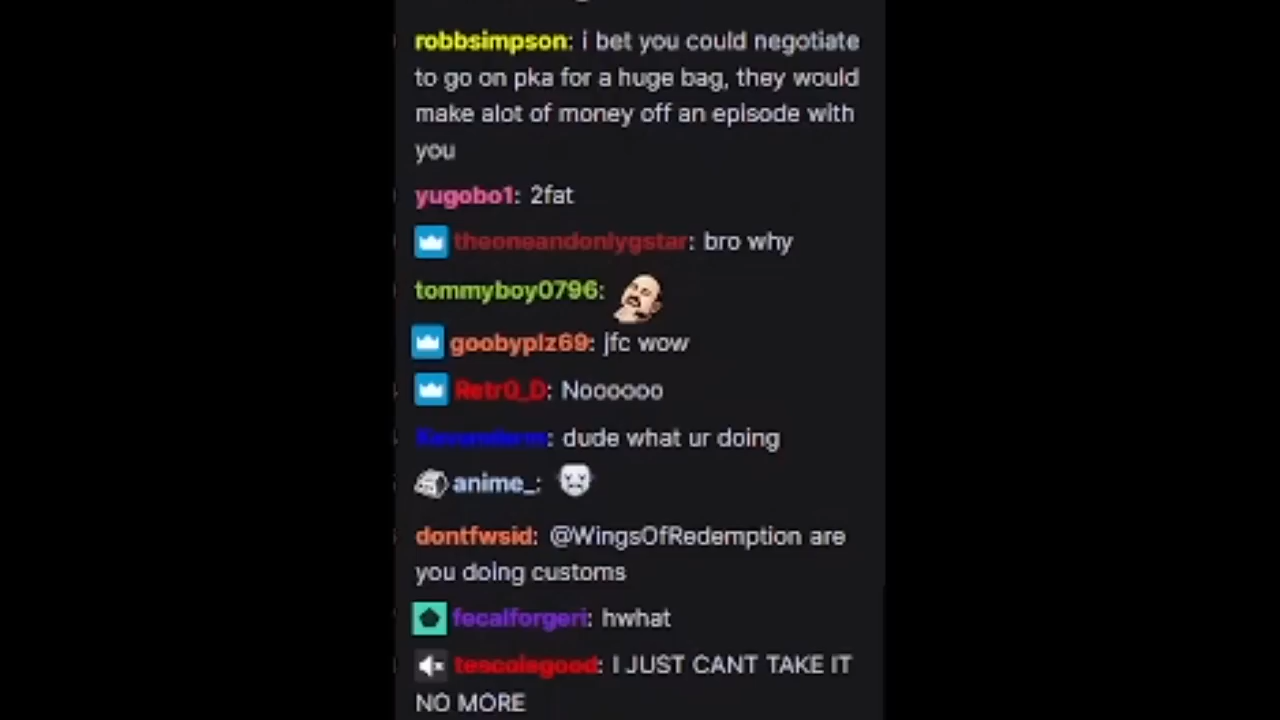 robbsimpson: i bet you could negotiate
to go on pka for a huge bag, they would
make alot of money off an episode with
you
yugobo1: 2fat
theoneandonlygstar: bro why
tommyboy0796:
goobyplz69: jfc wow
Retr0_D: Noooooo
: dude what ur doing
anime_:
dontfwsid: @WingsOfRedemption are
you doing customs
fecalforgeri: hwhat
tescoisgood: I JUST CANT TAKE IT
NO MORE